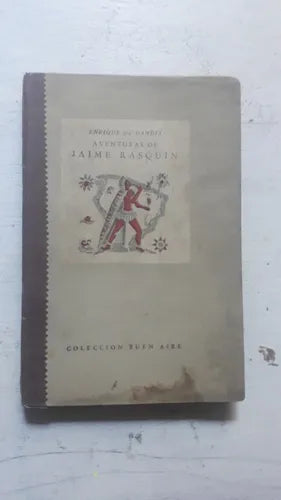 ENRIQUE DE GANDIA
AVENTURAS DE
JAIME RASQUIN
COLECCION BUEN AIRE